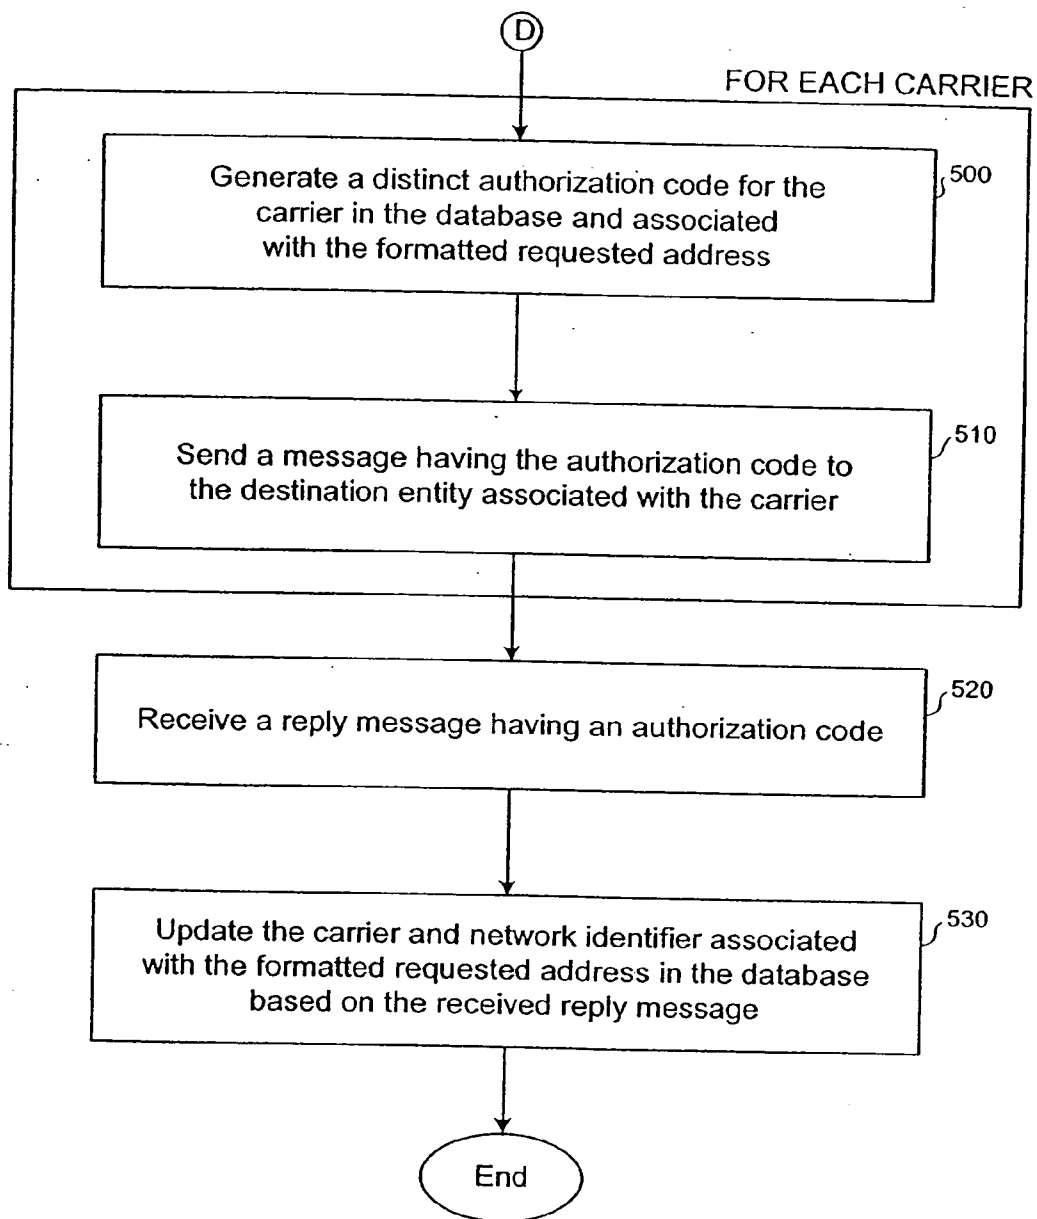 D
FOR EACH CARRIER
Generate a distinct authorization code for the
carrier in the database and associated
with the formatted requested address
500
Send a message having the authorization code to
the destination entity associated with the carrier
510
Receive a reply message having an authorization code
520
Update the carrier and network identifier associated
with the formatted requested address in the database
based on the received reply message
530
End